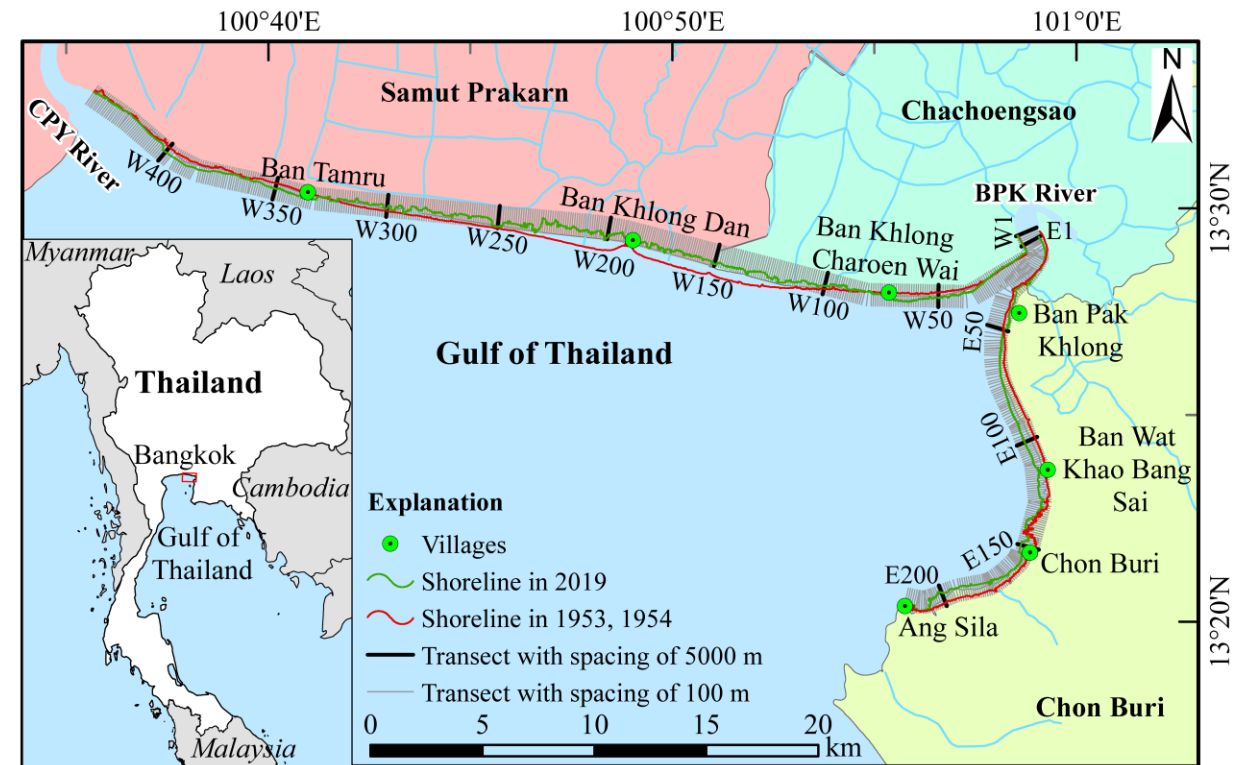 100°40'E
100°50'E
101°0'E
N
Samut Prakarn
Chachoengsao
CPY River
W400
Ban Tamru
BPK River
13°30'N
W350
Ban Khlong Dan
W1
E1
W300
W250
Ban Khlong
Charoen Wai
W200
W150
W100
W50
Myanmar
Laos
E50
Ban Pak
Khlong
Gulf of Thailand
Thailand
E100
Ban Wat
Khao Bang
Sai
Bangkok
Cambodia
Explanation
Gulf of
Thailand
Villages
E150
Chon Buri
Shoreline in 2019
E200
Shoreline in 1953, 1954
Ang Sila
13°20'N
Transect with spacing of 5000 m
Transect with spacing of 100 m
Chon Buri
0
5
10
15
20
km
Malaysia